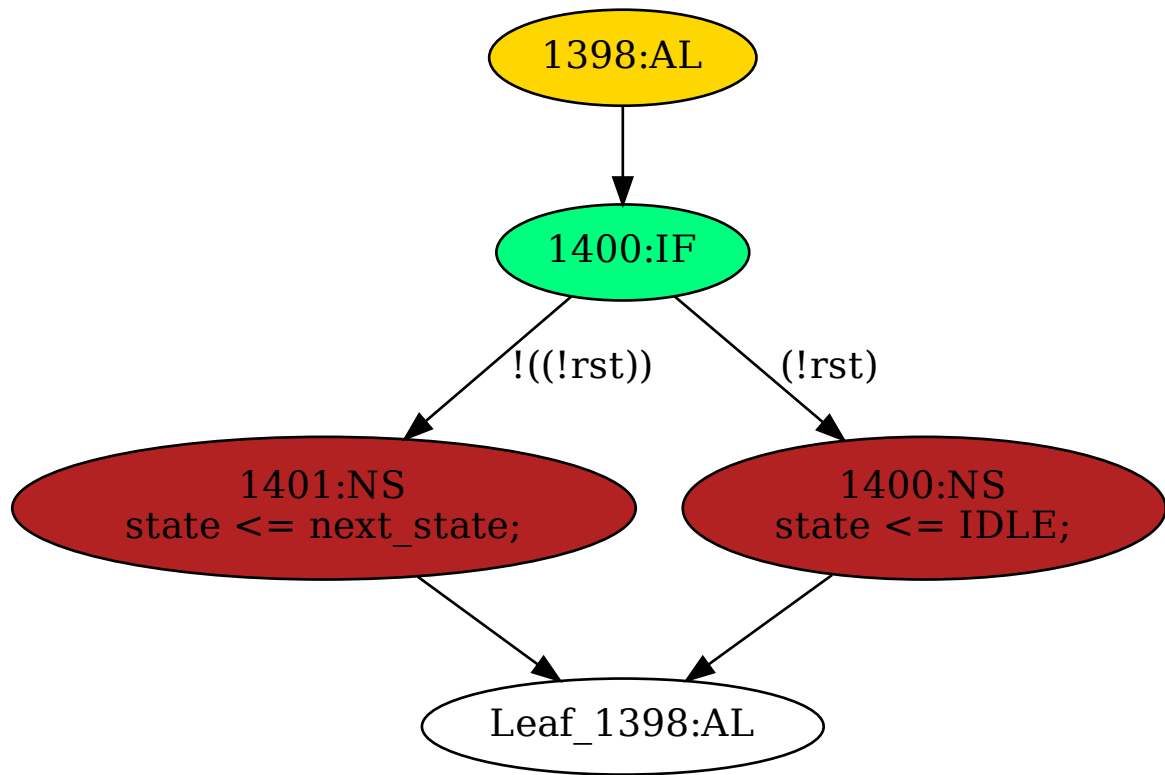 1398:AL
1400:IF
!((!rst))
(!rst)
1401:NS
state <= next_state;
1400:NS
state <= IDLE;
Leaf_1398:AL